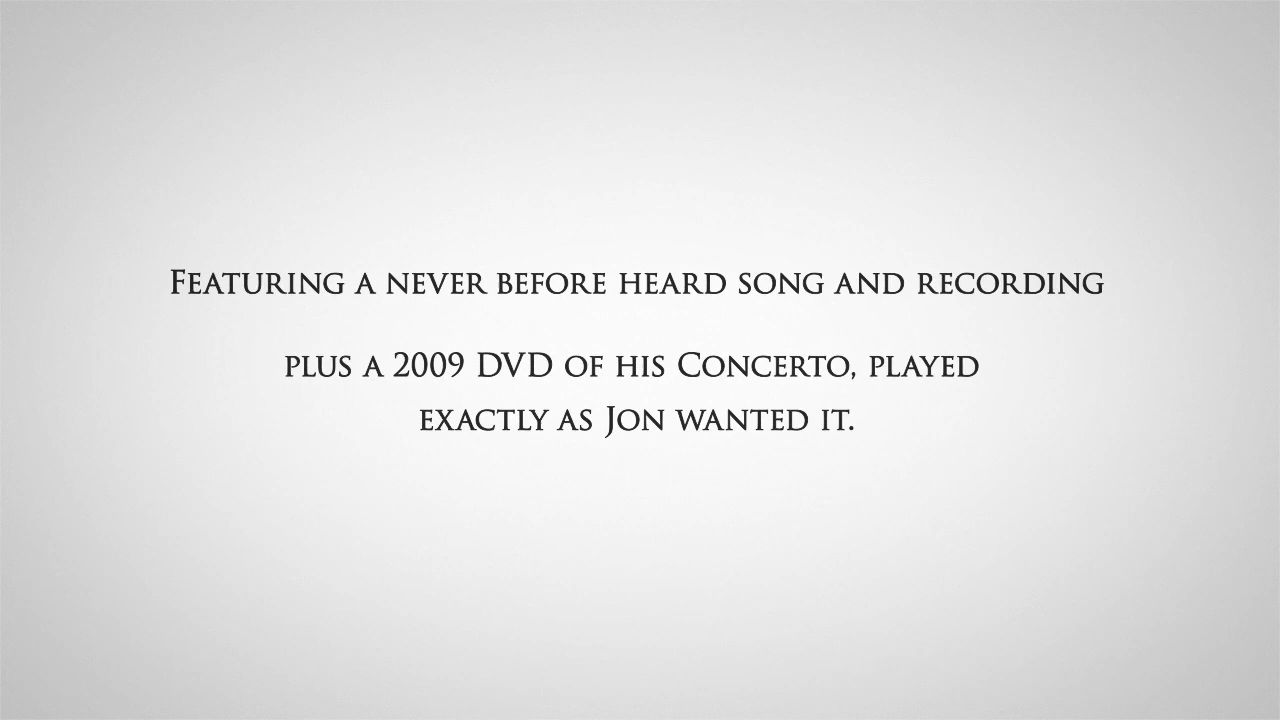 Featuring a never before heard song and recording
plus a 2009 DVD of his Concerto, played
exactly as Jon wanted it.